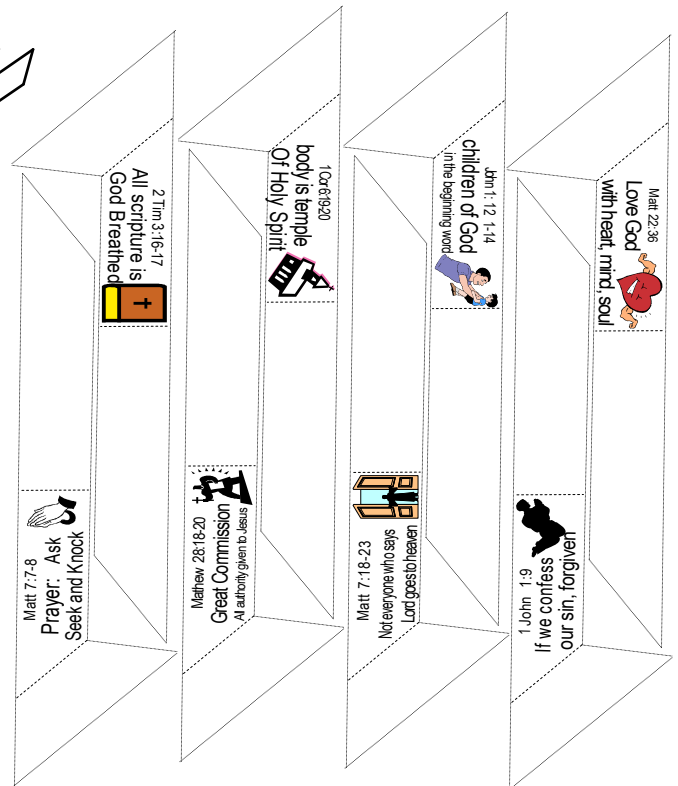 2 Tim 3:16-17
All scripture is
God Breathed
1Cor6:19-20
body is temple
Of Holy Spirit
John 1: 12 1-14
children of God
in the beginning word
Matt 22:36
Love God
with heart, mind, soul
Matt 7:7-8
Prayer: Ask
Seek and Knock
Mathew 28:18-20
Great Commission
All authority given to Jesus
Matt 7:18-23
Not everyone who says
Lord goes to heaven
1 John 1:9
If we confess
our sin, forgiven